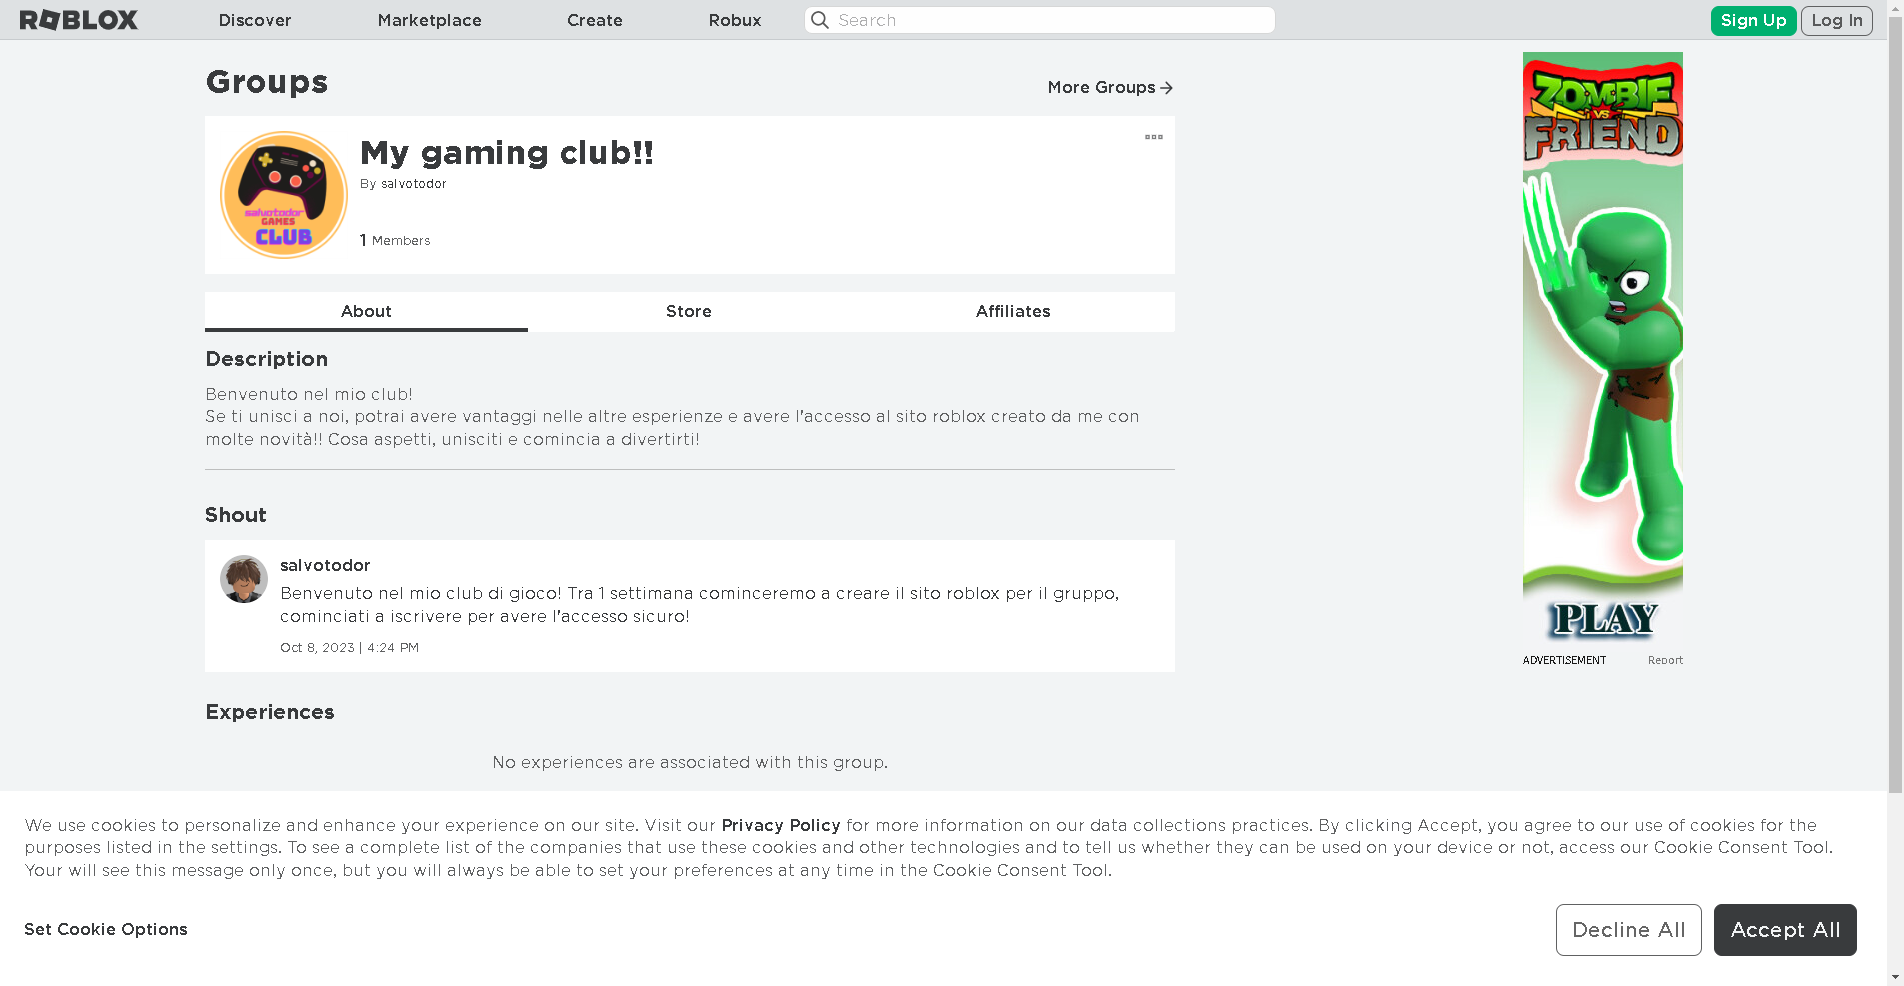 ROBLOX
Discover
Marketplace
Create
Robux
Search
Sign Up
Log In
Groups
More Groups
My gaming club!!
By salvotodor
1 Members
salvotodor
GAMES
CLUB
About
Store
Affiliates
Description
Benvenuto nel mio club!
Se ti unisci a noi, potrai avere vantaggi nelle altre esperienze e avere l'accesso al sito roblox creato da me con
molte novità!! Cosa aspetti, unisciti e comincia a divertirti!
Shout
salvotodor
Benvenuto nel mio club di gioco! Tra 1 settimana cominceremo a creare il sito roblox per il gruppo,
cominciati a iscrivere per avere l'accesso sicuro!
Oct 8, 2023 | 4:24 PM
Experiences
No experiences are associated with this group.
ZOMBIE
VS
FRIEND
PLAY
ADVERTISEMENT
Report
We use cookies to personalize and enhance your experience on our site. Visit our Privacy Policy for more information on our data collections practices. By clicking Accept, you agree to our use of cookies for the
purposes listed in the settings. To see a complete list of the companies that use these cookies and other technologies and to tell us whether they can be used on your device or not, access our Cookie Consent Tool.
Your will see this message only once, but you will always be able to set your preferences at any time in the Cookie Consent Tool.
Set Cookie Options
Decline All
Accept All